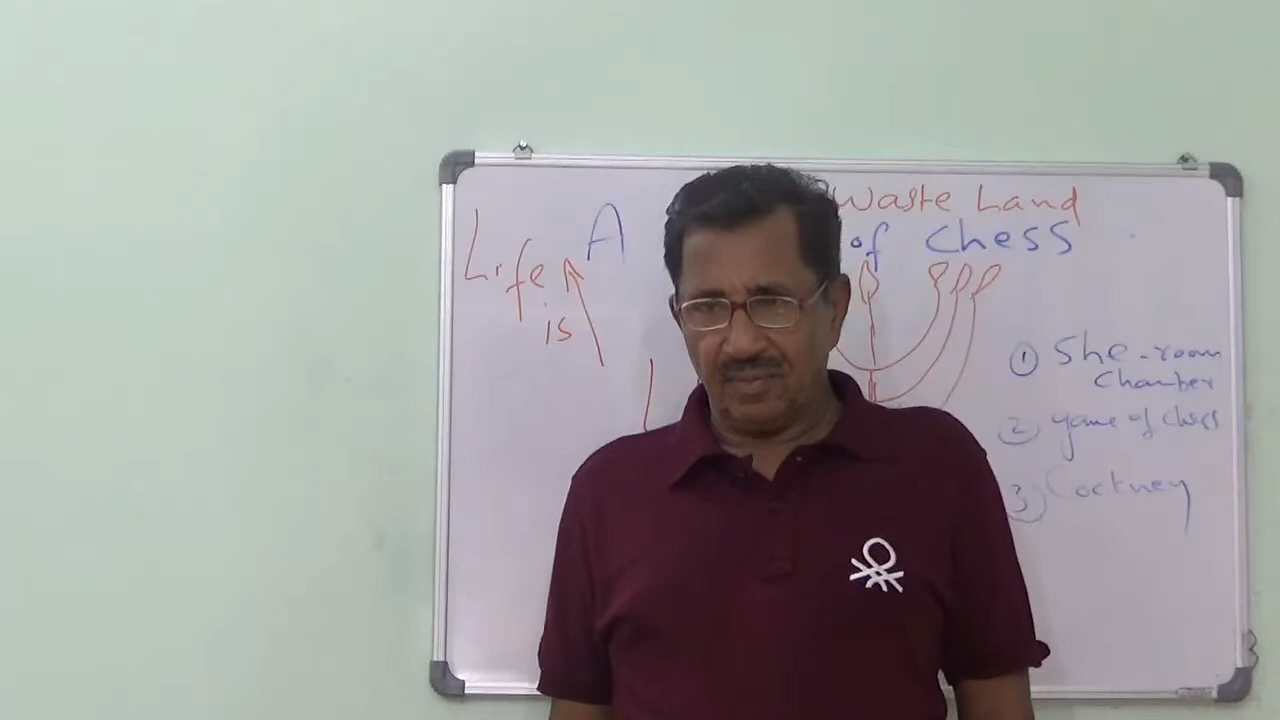 Waste Land
Life A of Chess
is
① She-room
Chamber
② game of chess
③ Cockney